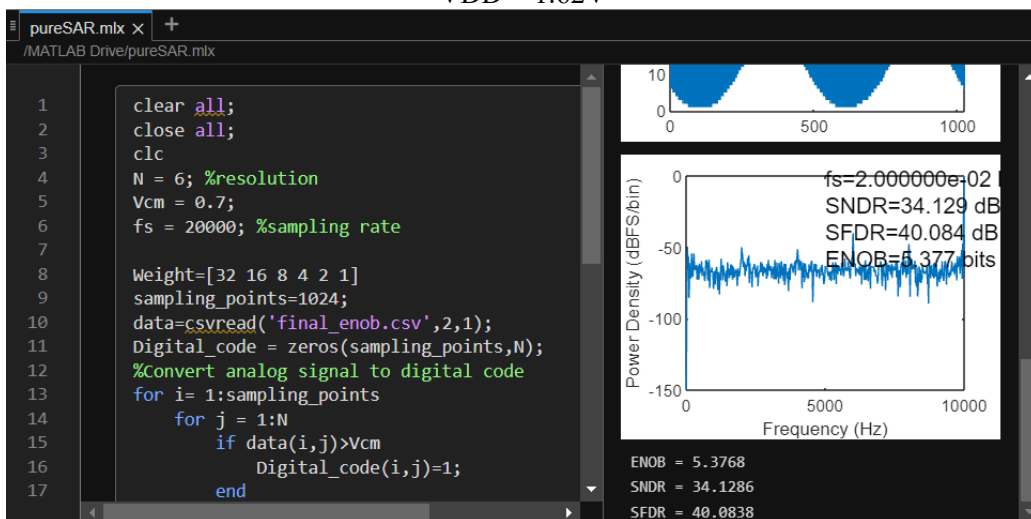 VDD = 1.62V
pureSAR.mlx × +
/MATLAB Drive/pureSAR.mlx
1 clear all;
2 close all;
3 clc
4 N = 6; %resolution
5 Vcm = 0.7;
6 fs = 20000; %sampling rate
7
8 Weight=[32 16 8 4 2 1]
9 sampling_points=1024;
10 data=csvread('final_enob.csv',2,1);
11 Digital_code = zeros(sampling_points,N);
12 %Convert analog signal to digital code
13 for i= 1:sampling_points
14 for j = 1:N
15 if data(i,j)>Vcm
16 Digital_code(i,j)=1;
17 end
10
0
0 500 1000
Power Density (dBFS/bin)
0
-50
-100
-150
fs=2.000000e-02
SNDR=34.129 dB
SFDR=40.084 dB
ENOB=5.377 bits
0 5000 10000
Frequency (Hz)
ENOB = 5.3768
SNDR = 34.1286
SFDR = 40.0838